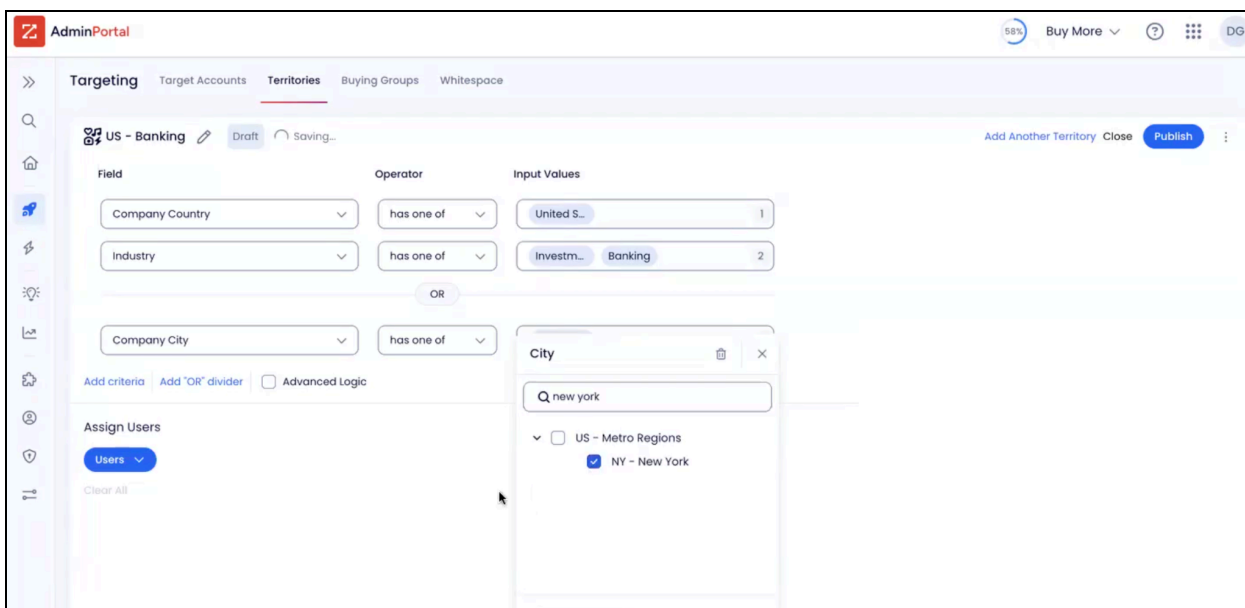 AdminPortal
58%
Buy More
?
DG
Targeting
Target Accounts
Territories
Buying Groups
Whitespace
US - Banking
Draft
Saving...
Add Another Territory
Close
Publish
Field
Operator
Input Values
Company Country
has one of
United S...
1
Industry
has one of
Investm...
Banking
2
OR
Company City
has one of
City
new york
Add criteria
Add "OR" divider
Advanced Logic
US - Metro Regions
NY - New York
Assign Users
Users
Clear All